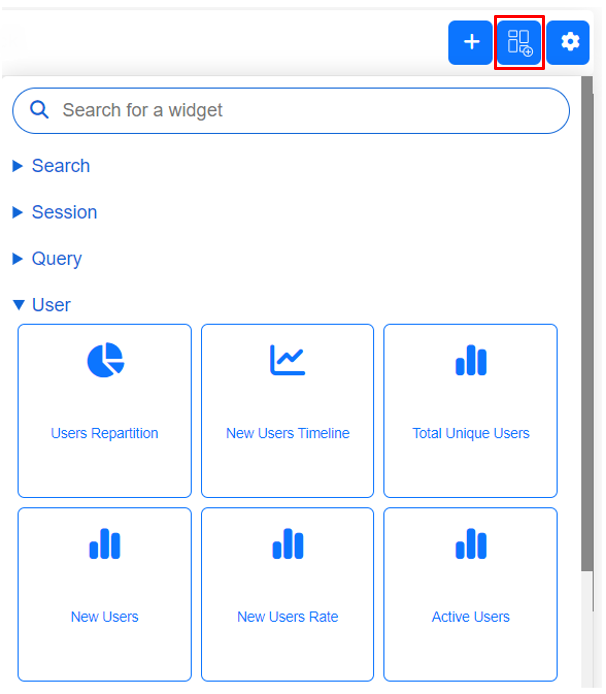 Search for a widget
Search
Session
Query
User
Users Repartition
New Users Timeline
Total Unique Users
New Users
New Users Rate
Active Users